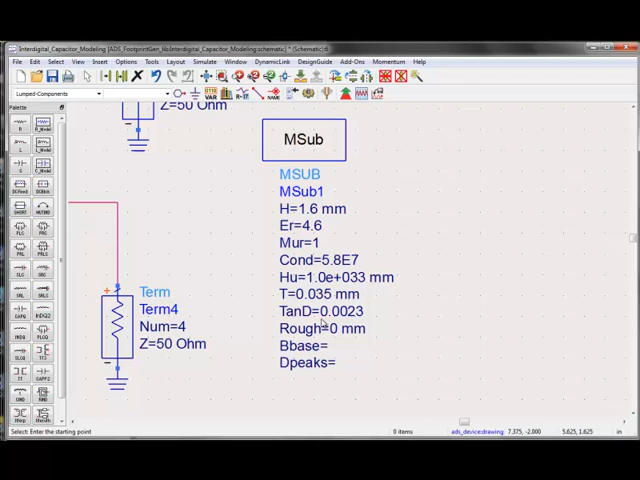 Interdigital_Capacitor_Modeling [ADS_FootprintGen_lib:Interdigital_Capacitor_Modeling:schematic] * (Schematic):6
File Edit Select View Insert Options Tools Layout Simulate Window DynamicLink DesignGuide Add-Ons Momentum Help
Lumped-Components
Palette
Z=50 Ohm
MSub
MSUB
MSub1
H=1.6 mm
Er=4.6
Mur=1
Cond=5.8E7
Hu=1.0e+033 mm
T=0.035 mm
TanD=0.0023
Rough=0 mm
Bbase=
Dpeaks=
Term
Term4
Num=4
Z=50 Ohm
Select: Enter the starting point
0 items
ads_device:drawing
7.375, -2.000
5.625, 1.625
in